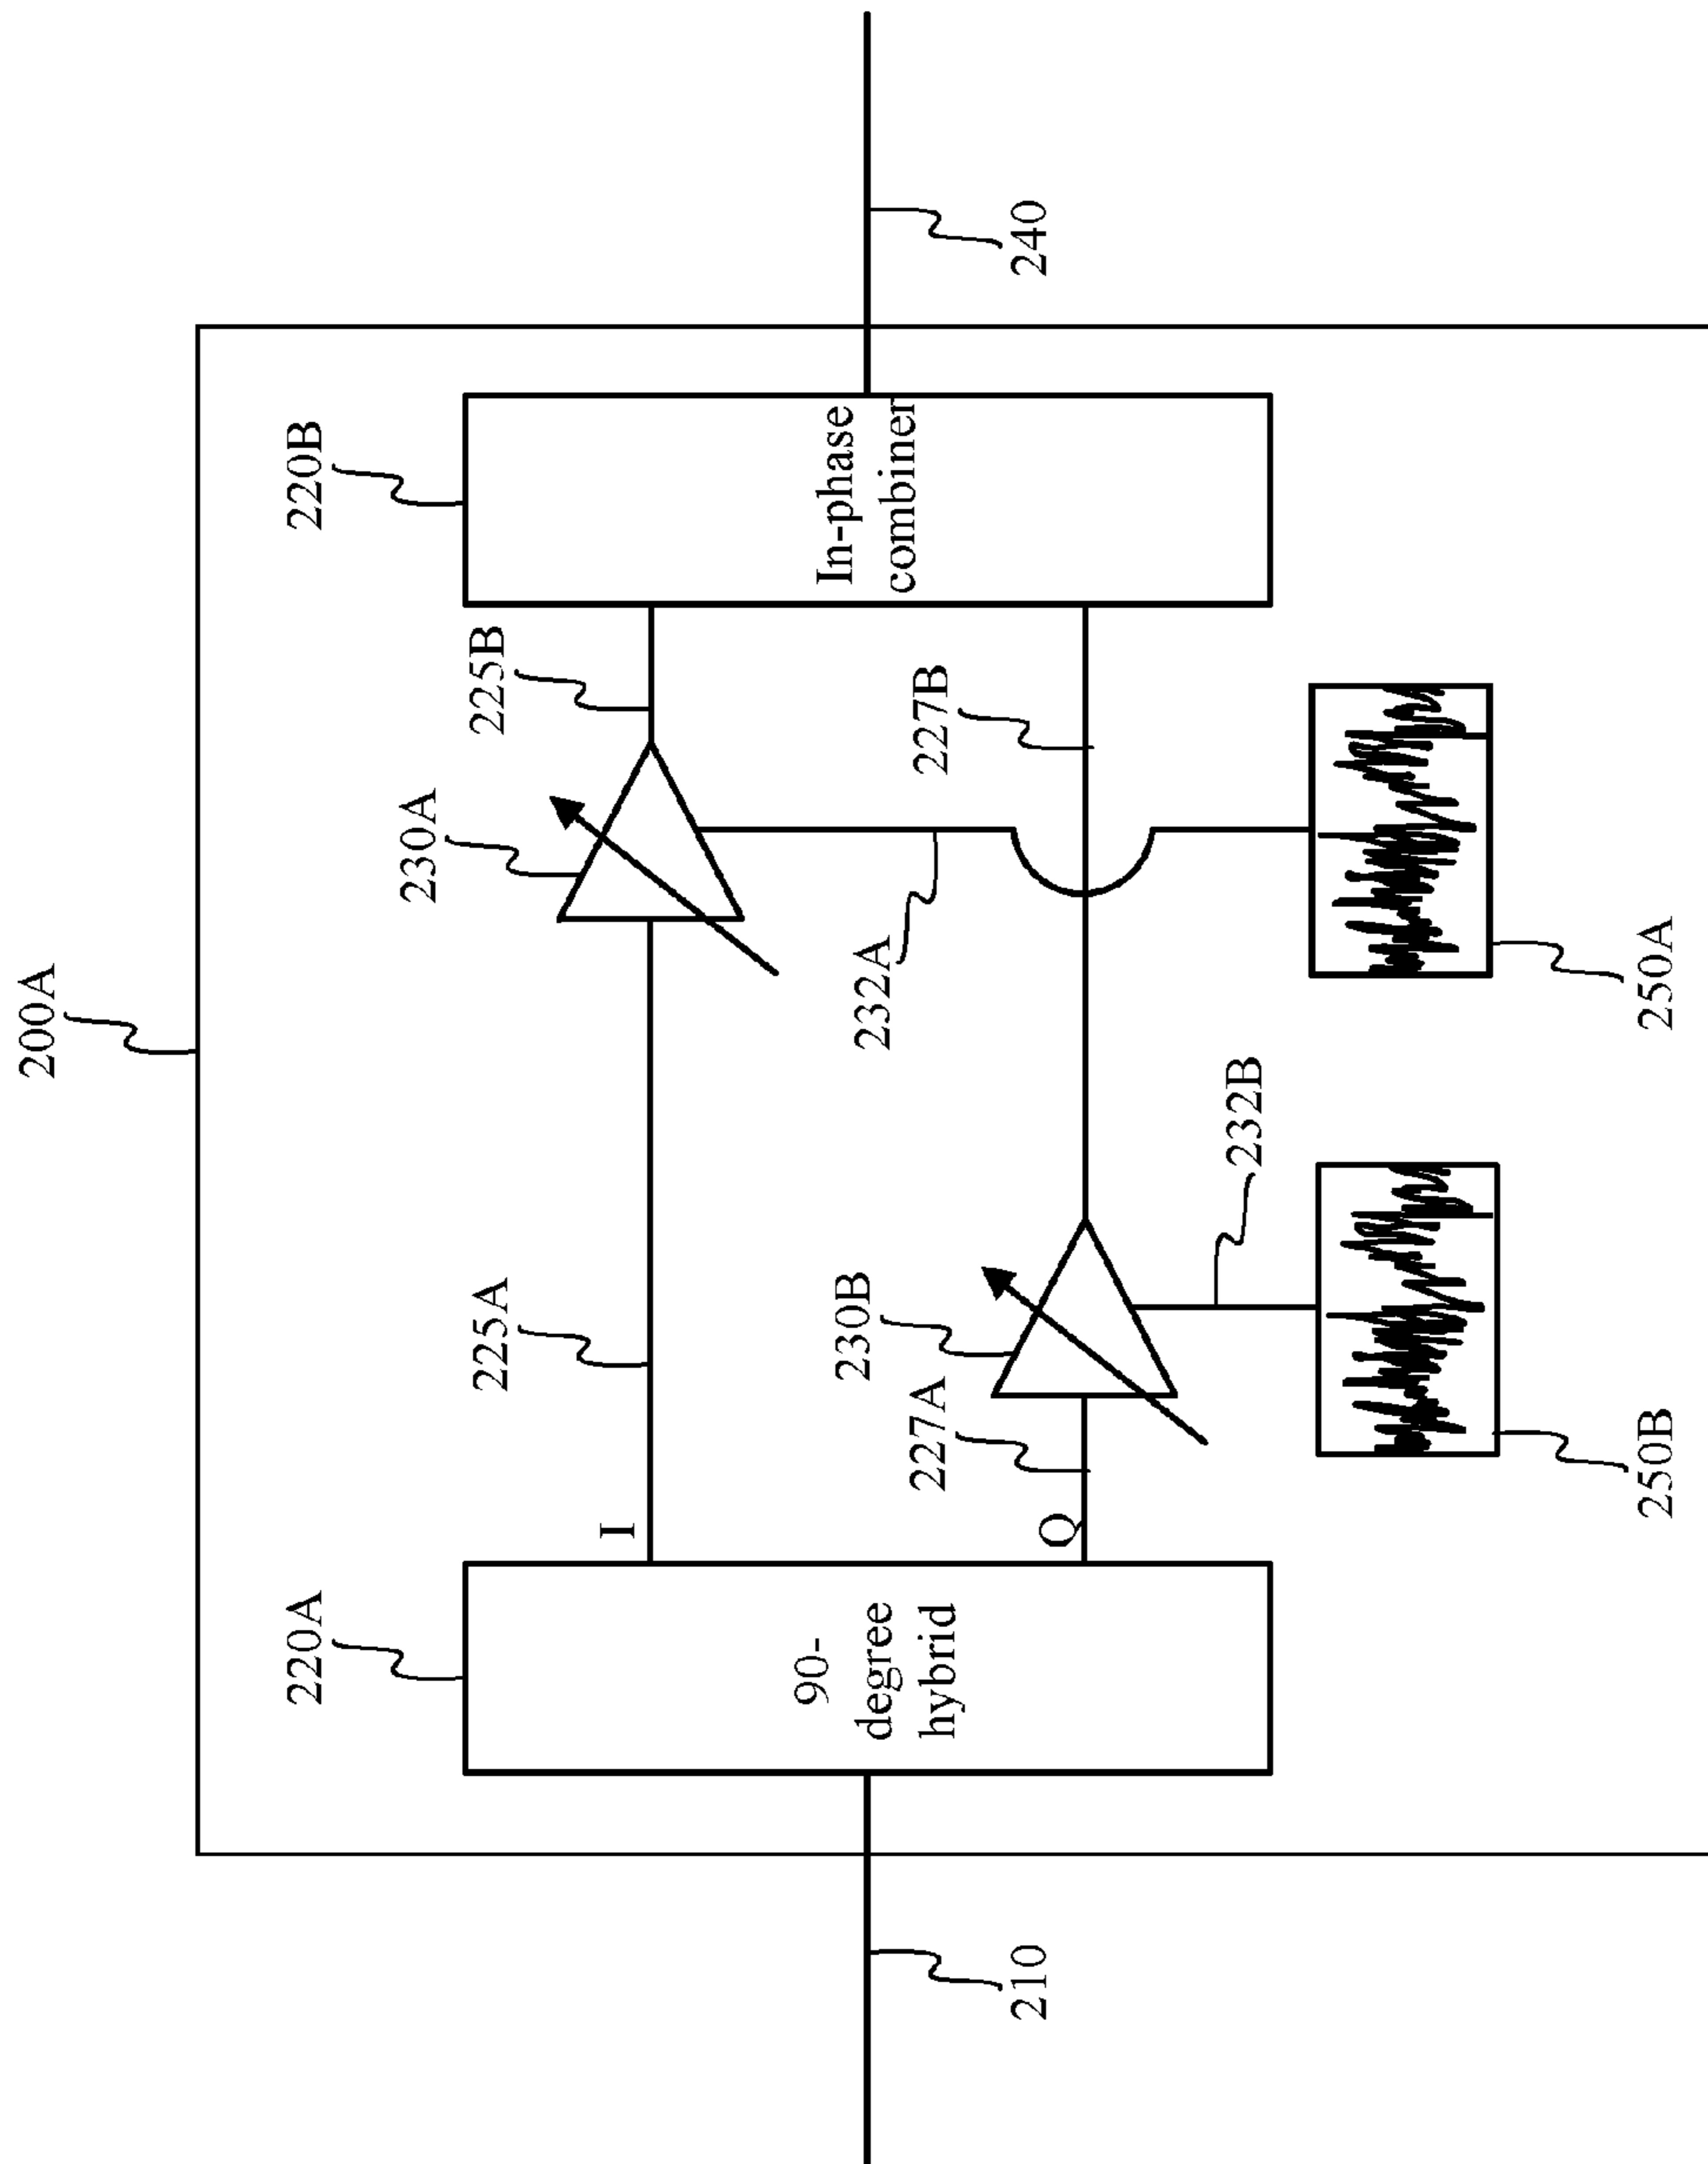 200A
220A
220B
225A
230A
225B
I
90-
degree
hybrid
In-phase
combiner
230B
232A
227A
227B
Q
210
240
232B
250B
250A